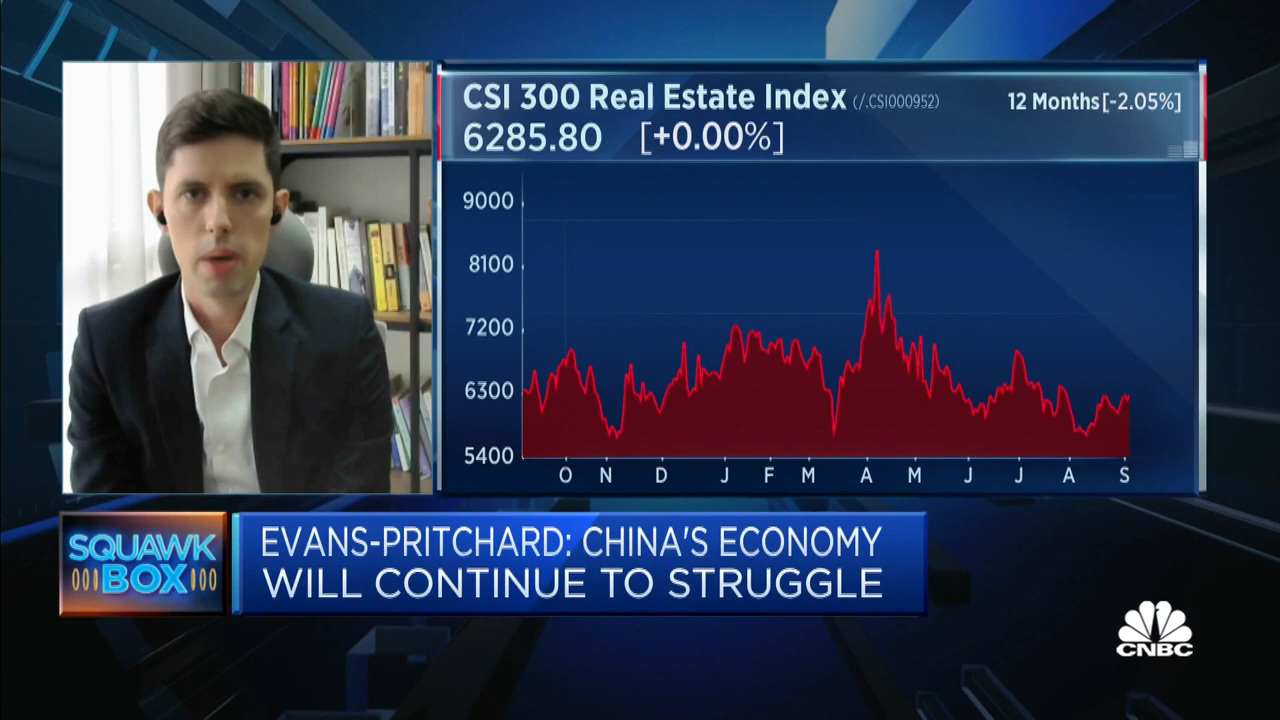 CSI 300 Real Estate Index (/.CSI000952) 12 Months [-2.05%]
6285.80 [+0.00%]
9000
8100
7200
6300
5400
O N D J F M A M J J A S
SQUAWK
BOX
EVANS-PRITCHARD: CHINA'S ECONOMY
WILL CONTINUE TO STRUGGLE
CNBC